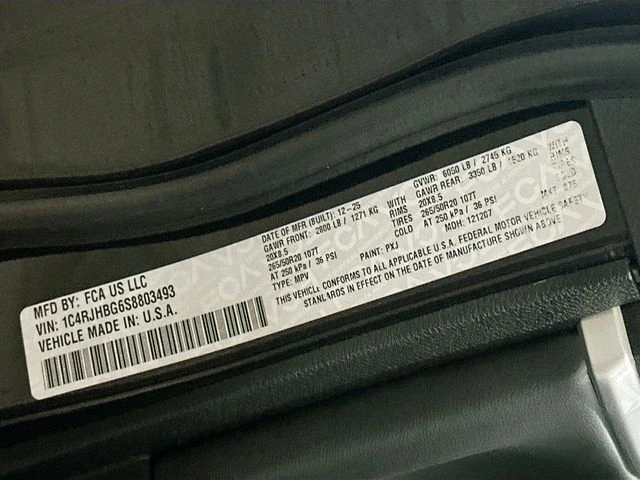 MFD BY: FCA US LLC
VIN: 1C4RJHBG6S8803493
VEHICLE MADE IN U.S.A.
DATE OF MFR (BUILT): 12-25
GAWR FRONT: 2800 LB / 1271 KG WITH
20X8.5 RIMS
265/50R20 107T TIRES
AT 250 kPa / 36 PSI COLD
TYPE: MPV PAINT: PXJ
GVWR: 6050 LB / 2745 KG
GAWR REAR: 3350 LB / 1520 KG WITH
20X8.5 RIMS
265/50R20 107T
AT 250 kPa / 36 PSI COLD
MDH: 121207
THIS VEHICLE CONFORMS TO ALL APPLICABLE U.S.A. FEDERAL MOTOR VEHICLE SAFETY
STANDARDS IN EFFECT ON THE DATE OF MANUFACTURE SHOWN ABOVE.